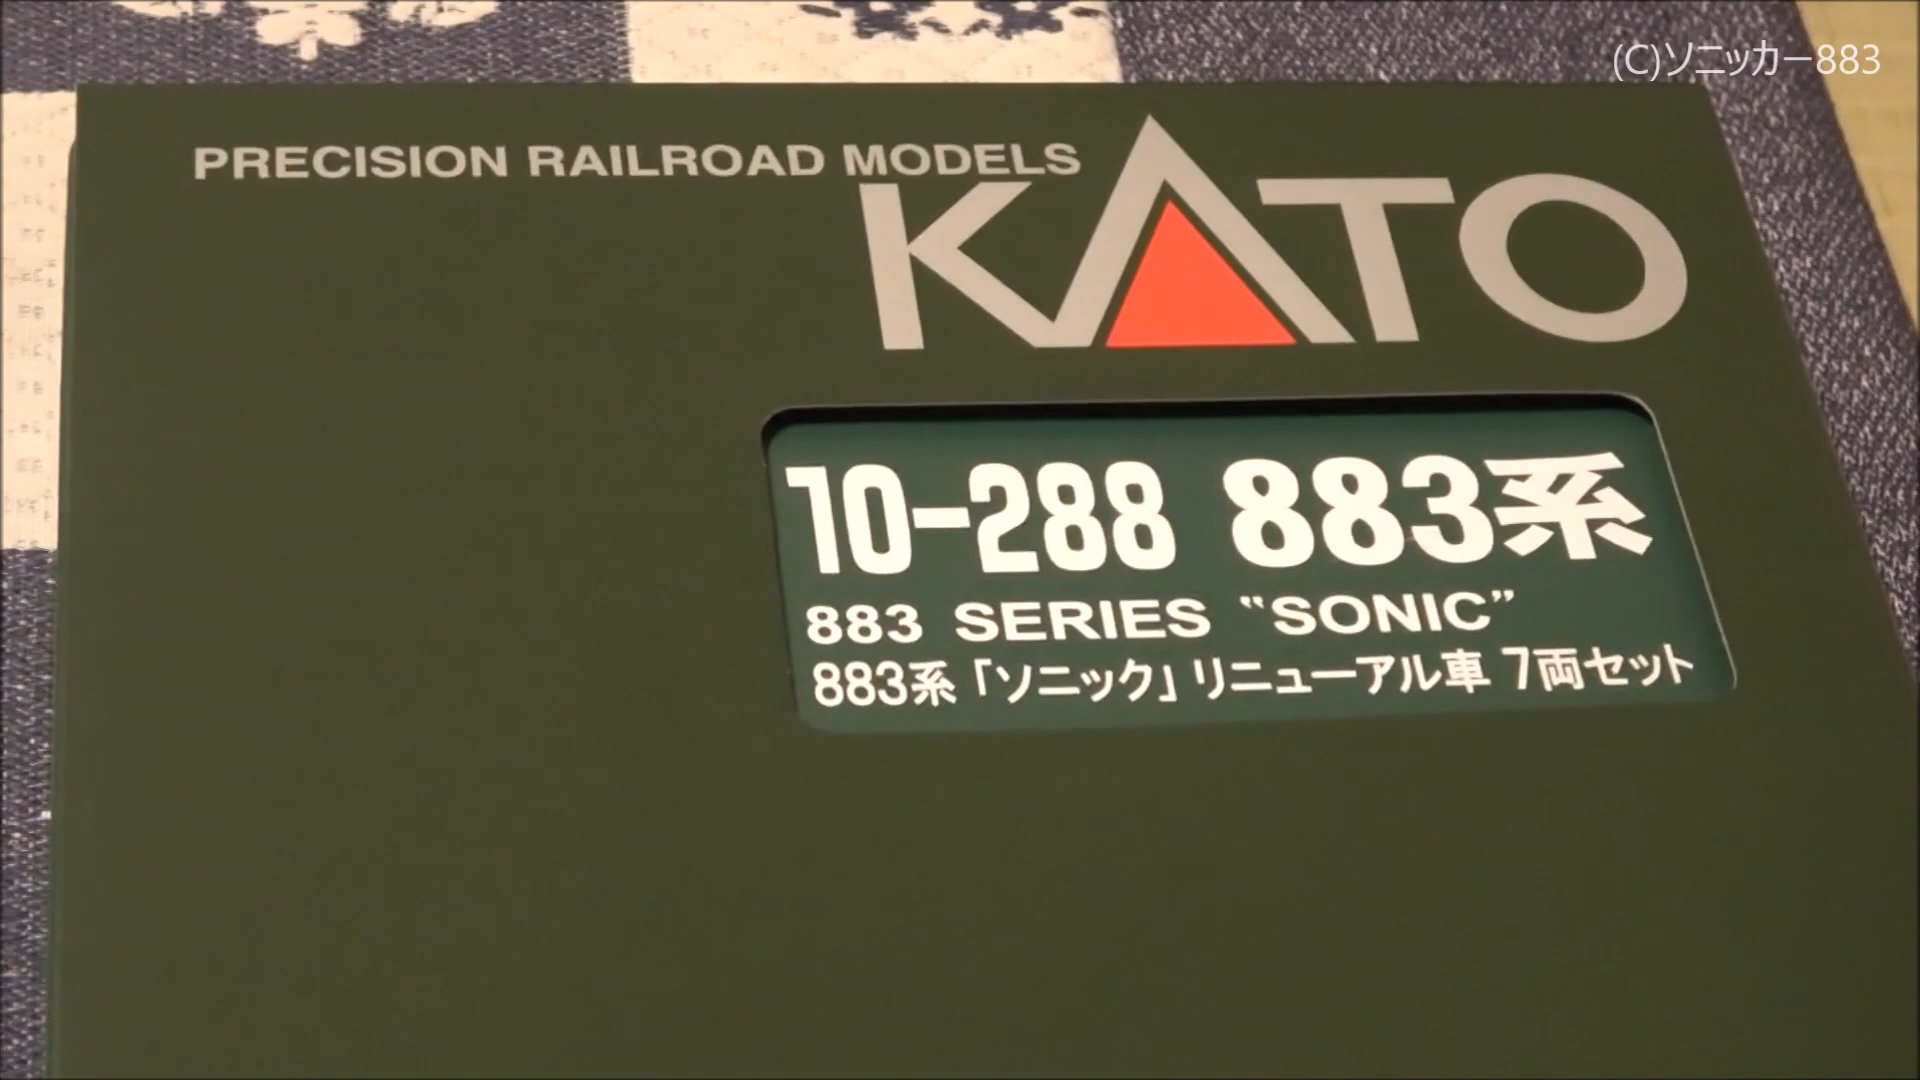 (C)ソニッカー883
PRECISION RAILROAD MODELS
KATO
10-288 883系
883 SERIES "SONIC"
883系「ソニック」リニューアル車 7両セット